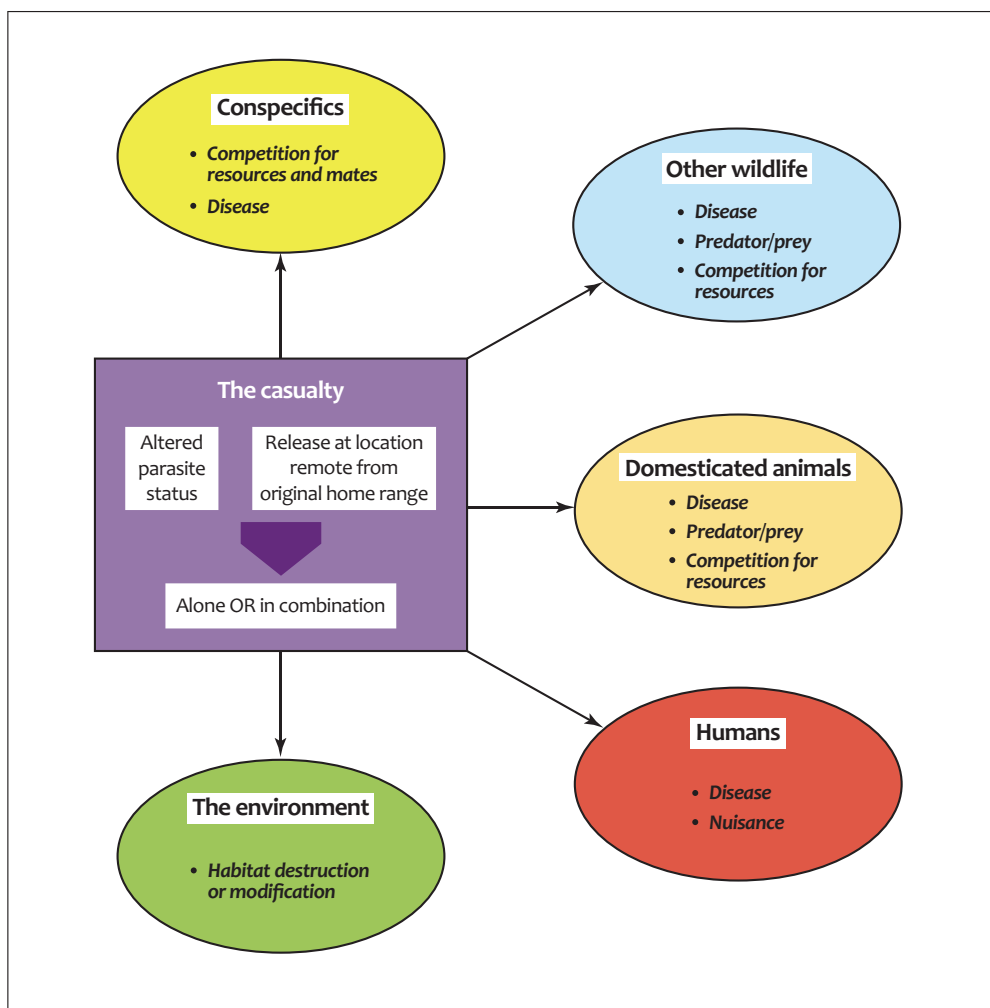 Conspecifics
• Competition for
resources and mates
• Disease
Other wildlife
• Disease
• Predator/prey
• Competition for
resources
The casualty
Altered
parasite
status
Release at location
remote from
original home range
Alone OR in combination
Domesticated animals
• Disease
• Predator/prey
• Competition for
resources
Humans
• Disease
• Nuisance
The environment
• Habitat destruction
or modification